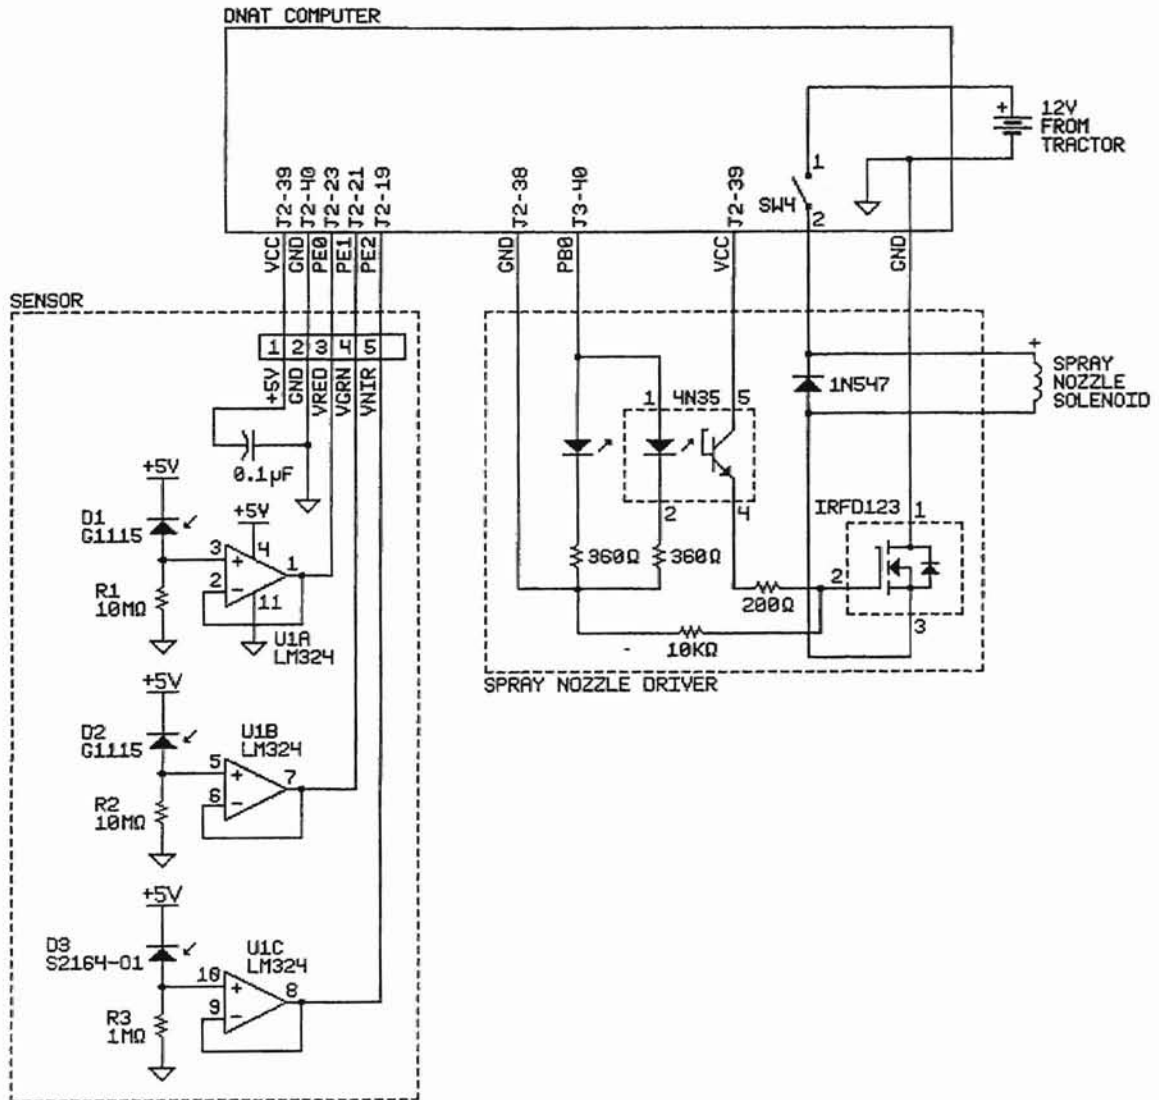 DNAT COMPUTER
+
12V
FROM
TRACTOR
1
SW4
2
J2-39
J2-40
J2-23
J2-21
J2-19
J2-38
J3-40
J2-39
VCC
GND
PE0
PE1
PE2
GND
PB0
VCC
GND
SENSOR
1 2 3 4 5
+5V
GND
VRED
VGRN
VNIR
0.1µF
+5V
D1
G1115
R1
10MΩ
+5V
3
+
4
1
2
-
11
U1A
LM324
+5V
D2
G1115
R2
10MΩ
U1B
LM324
5
+
7
6
-
+5V
D3
S2164-01
R3
1MΩ
U1C
LM324
10
+
8
9
-
1 4N35 5
2 4
360Ω
360Ω
200Ω
10KΩ
1N547
+
SPRAY
NOZZLE
SOLENOID
IRFD123
1
2
3
SPRAY NOZZLE DRIVER